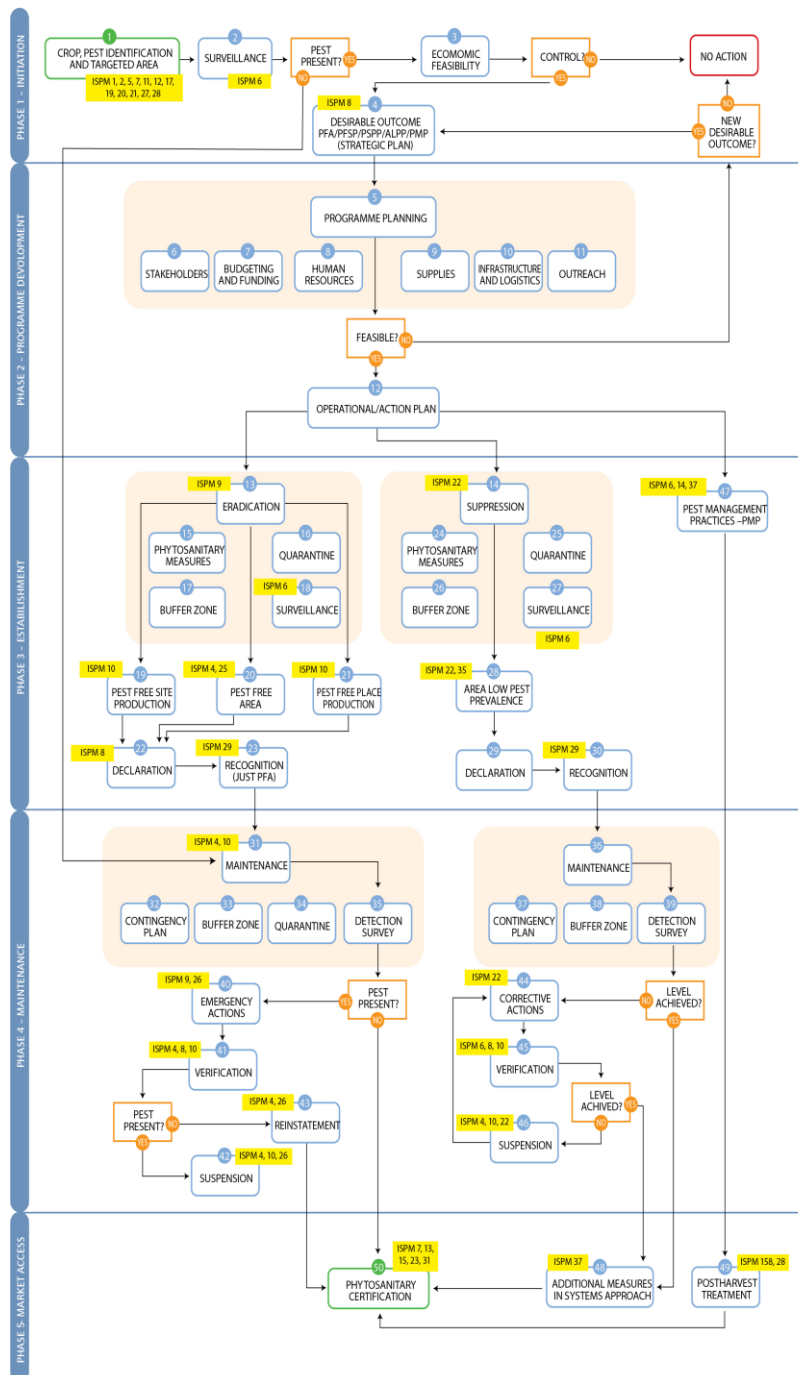 PHASE 1 – INITIATION
1
CROP, PEST IDENTIFICATION
AND TARGETED AREA
ISPM 1, 2, 5, 7, 11, 12, 17,
19, 20, 21, 27, 28
2
SURVEILLANCE
ISPM 6
PEST
PRESENT?
YES
NO
3
ECOMOMIC
FEASIBILITY
CONTROL?
NO
YES
NO ACTION
ISPM 8
4
DESIRABLE OUTCOME
PFA/PFSP/PSPP/ALPP/PMP
(STRATEGIC PLAN)
NO
YES
NEW
DESIRABLE
OUTCOME?
PHASE 2 – PROGRAMME DEVOLOPMENT
5
PROGRAMME PLANNING
6
STAKEHOLDERS
7
BUDGETING
AND FUNDING
8
HUMAN
RESOURCES
9
SUPPLIES
10
INFRASTRUCTURE
AND LOGISTICS
11
OUTREACH
FEASIBLE?
NO
YES
12
OPERATIONAL/ACTION PLAN
PHASE 3 – ESTABILISHMENT
ISPM 9
13
ERADICATION
15
PHYTOSANITARY
MEASURES
16
QUARANTINE
17
BUFFER ZONE
ISPM 6
18
SURVEILLANCE
ISPM 22
14
SUPPRESSION
24
PHYTOSANITARY
MEASURES
25
QUARANTINE
26
BUFFER ZONE
27
SURVEILLANCE
ISPM 6
ISPM 6, 14, 37
47
PEST MANAGEMENT
PRACTICES –PMP
ISPM 10
19
PEST FREE SITE
PRODUCTION
ISPM 4, 25
20
PEST FREE
AREA
ISPM 10
21
PEST FREE PLACE
PRODUCTION
ISPM 22, 35
28
AREA LOW PEST
PREVALENCE
ISPM 8
22
DECLARATION
ISPM 29
23
RECOGNITION
(JUST PFA)
29
DECLARATION
ISPM 29
30
RECOGNITION
PHASE 4 – MAINTENANCE
ISPM 4, 10
31
MAINTENANCE
32
CONTINGENCY
PLAN
33
BUFFER ZONE
34
QUARANTINE
35
DETECTION
SURVEY
36
MAINTENANCE
37
CONTINGENCY
PLAN
38
BUFFER ZONE
39
DETECTION
SURVEY
ISPM 9, 26
40
EMERGENCY
ACTIONS
YES
PEST
PRESENT?
NO
ISPM 22
44
CORRECTIVE
ACTIONS
NO
LEVEL
ACHIEVED?
YES
ISPM 4, 8, 10
41
VERIFICATION
ISPM 6, 8, 10
45
VERIFICATION
PEST
PRESENT?
NO
YES
ISPM 4, 26
43
REINSTATEMENT
LEVEL
ACHIVED?
YES
NO
ISPM 4, 10, 22
46
SUSPENSION
42
ISPM 4, 10, 26
SUSPENSION
PHASE 5- MARKET ACCESS
50
ISPM 7, 13,
15, 23, 31
PHYTOSANITARY
CERTIFICATION
ISPM 37
48
ADDITIONAL MEASURES
IN SYSTEMS APPROACH
49
ISPM 158, 28
POSTHARVEST
TREATMENT